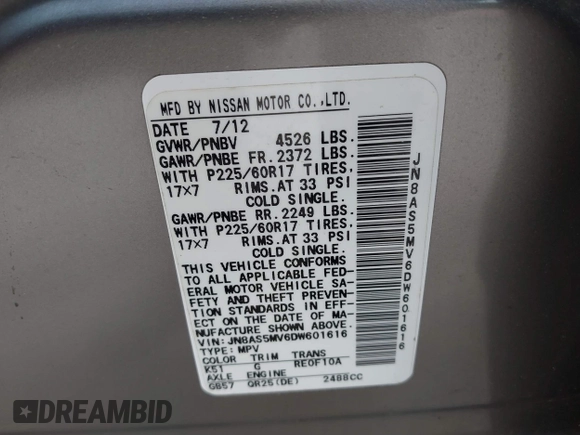 MFD BY NISSAN MOTOR CO.,LTD.
DATE 7/12
GVWR/PNBV 4526 LBS.
GAWR/PNBE FR. 2372 LBS.
WITH P225/60R17 TIRES,
17×7 RIMS.AT 33 PSI
COLD SINGLE.
GAWR/PNBE RR. 2249 LBS.
WITH P225/60R17 TIRES,
17×7 RIMS.AT 33 PSI
COLD SINGLE.
THIS VEHICLE CONFORMS
TO ALL APPLICABLE FED-
ERAL MOTOR VEHICLE SA-
FETY AND THEFT PREVEN-
TION STANDARDS IN EFF-
ECT ON THE DATE OF MA-
NUFACTURE SHOWN ABOVE.
VIN: JN8AS5MV6DW601616
TYPE: MPV
COLOR TRIM TRANS
K51 G RE0F10A
AXLE ENGINE
GB57 QR25(DE) 2488CC
JN8AS5MV6DW601616
DREAMBID